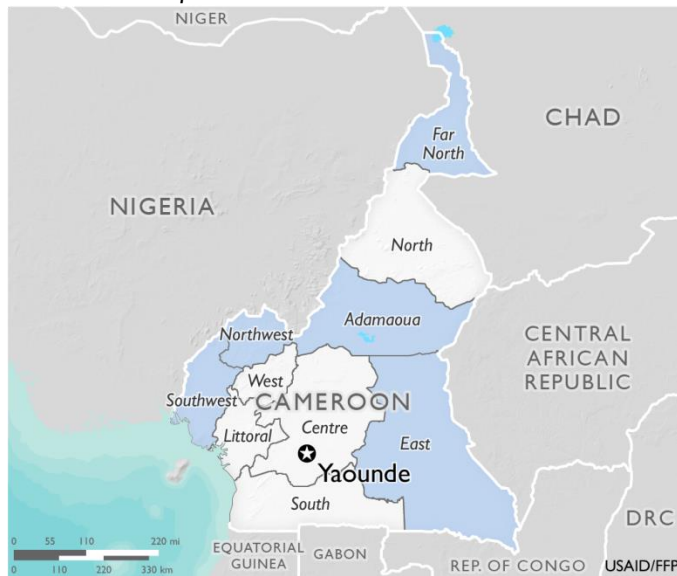 NIGER
CHAD
Far
North
NIGERIA
North
Adamaoua
Northwest
CENTRAL
AFRICAN
REPUBLIC
West
Southwest
CAMEROON
Littoral
Centre
East
Yaounde
South
DRC
0 55 110 220 mi
0 110 220 330 km
EQUATORIAL
GUINEA
GABON
REP. OF CONGO
USAID/FFP